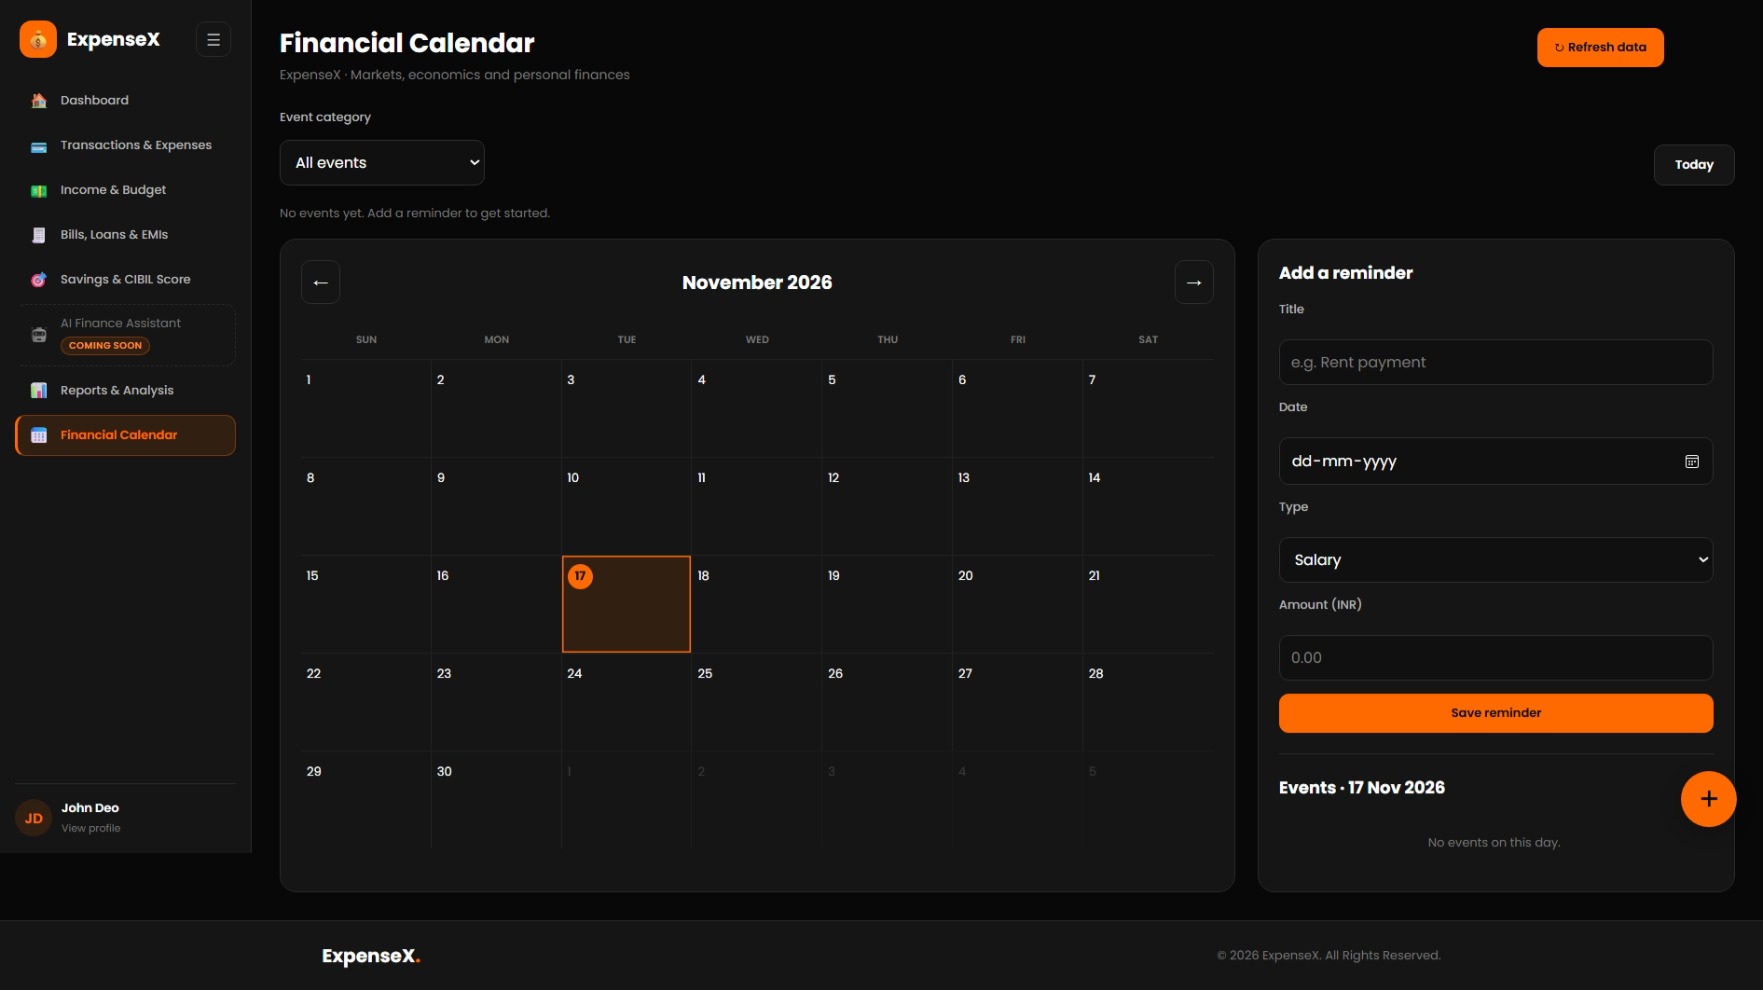 ExpenseX
Dashboard
Transactions & Expenses
Income & Budget
Bills, Loans & EMIs
Savings & CIBIL Score
AI Finance Assistant
COMING SOON
Reports & Analysis
Financial Calendar
JD
John Deo
View profile
Financial Calendar
ExpenseX · Markets, economics and personal finances
↻ Refresh data
Event category
All events
Today
No events yet. Add a reminder to get started.
← November 2026 →
SUN MON TUE WED THU FRI SAT
1 2 3 4 5 6 7
8 9 10 11 12 13 14
15 16 17 18 19 20 21
22 23 24 25 26 27 28
29 30 1 2 3 4 5
Add a reminder
Title
e.g. Rent payment
Date
dd-mm-yyyy
Type
Salary
Amount (INR)
0.00
Save reminder
Events · 17 Nov 2026
+
No events on this day.
ExpenseX.
© 2026 ExpenseX. All Rights Reserved.